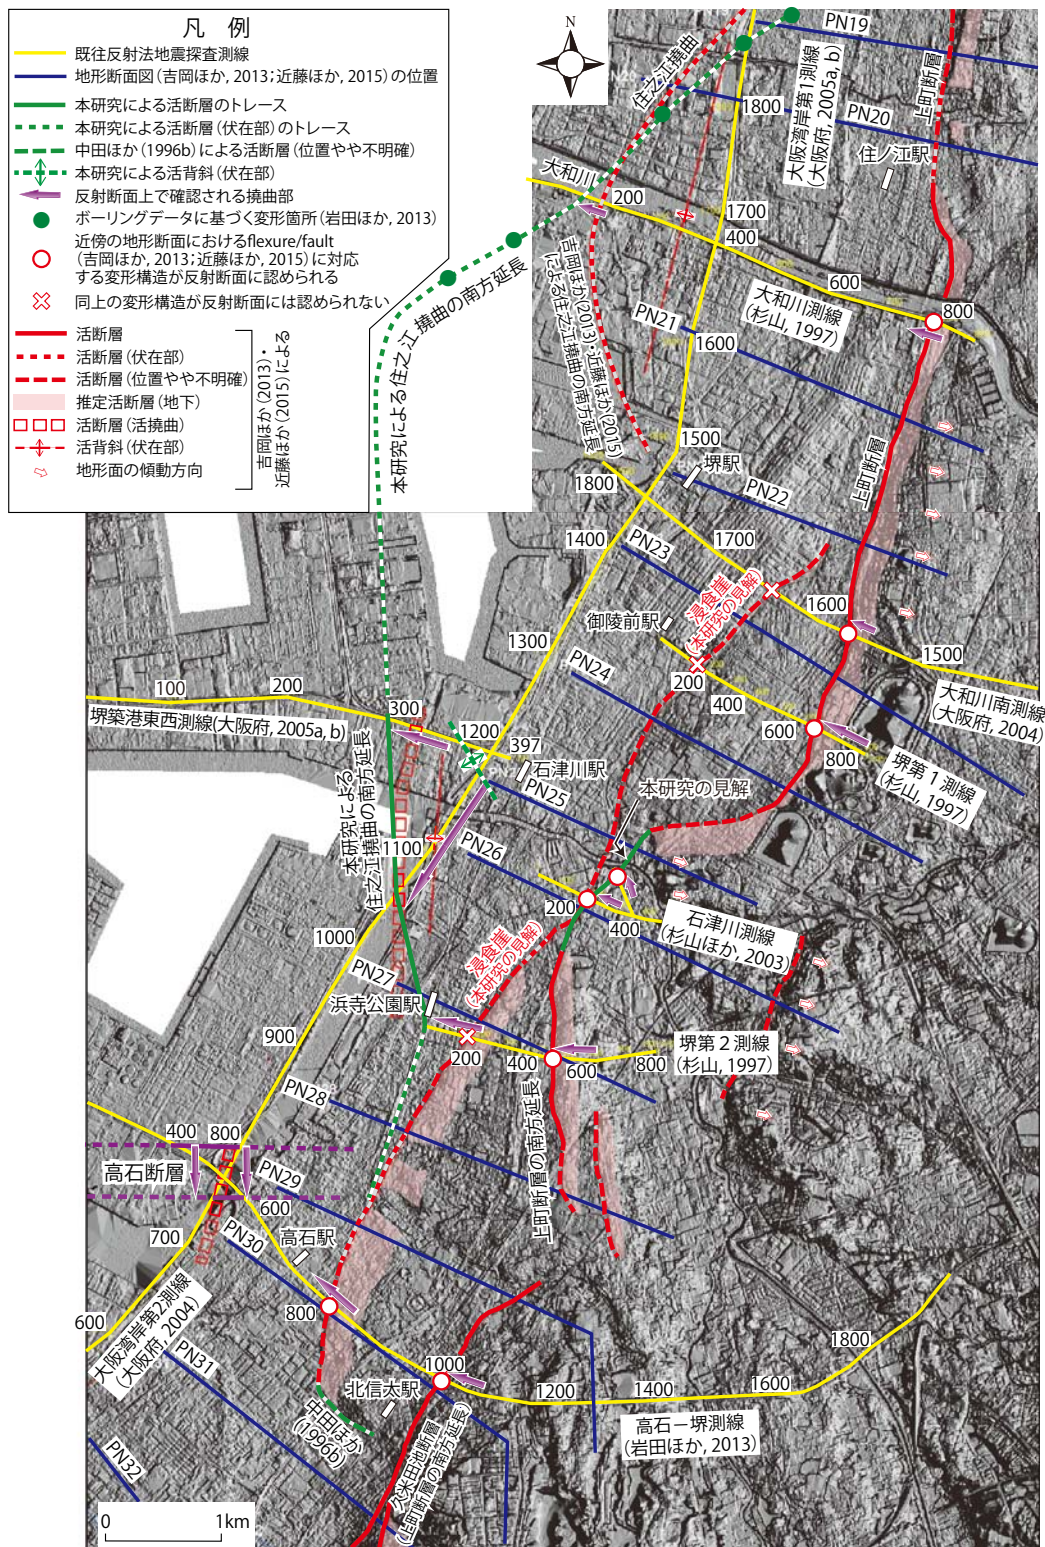 凡 例
既往反射法地震探査測線
地形断面図(吉岡ほか, 2013;近藤ほか, 2015)の位置
本研究による活断層のトレース
本研究による活断層(伏在部)のトレース
中田ほか(1996b)による活断層(位置やや不明確)
本研究による活背斜(伏在部)
反射断面上で確認される撓曲部
ボーリングデータに基づく変形箇所(岩田ほか, 2013)
近傍の地形断面におけるflexure/fault
(吉岡ほか, 2013;近藤ほか, 2015)に対応
する変形構造が反射断面に認められる
同上の変形構造が反射断面には認められない
活断層
活断層(伏在部)
活断層(位置やや不明確)
推定活断層(地下)
活断層(活撓曲)
活背斜(伏在部)
地形面の傾動方向
吉岡ほか(2013)・
近藤ほか(2015)による
N
PN19
住之江撓曲
上町断層
1800
大阪湾岸第1測線
(大阪府, 2005a, b)
PN20
住ノ江駅
大和川
200
1700
400
600
800
大和川測線
(杉山, 1997)
吉岡ほか(2013)・近藤ほか(2015)
による住之江撓曲の南方延長
本研究による住之江撓曲の南方延長
PN21
1600
1500
堺駅
上町断層
1800
PN22
1400
PN23
1700
浸食崖
(本研究の見解)
1600
御陵前駅
1300
PN24
200
400
1500
大和川南測線
(大阪府, 2004)
600
800
堺第1測線
(杉山, 1997)
100
200
300
堺築港東西測線(大阪府, 2005a, b)
1200
397
石津川駅
PN25
本研究の見解
本研究による
住之江撓曲の南方延長
1100
PN26
200
400
石津川測線
(杉山ほか, 2003)
1000
浸食崖
(本研究の見解)
PN27
浜寺公園駅
900
200
400
600
800
堺第2測線
(杉山, 1997)
PN28
上町断層の南方延長
400
800
高石断層
PN29
600
700
PN30
高石駅
600
大阪湾岸第2測線
(大阪府, 2004)
800
PN31
1000
北信太駅
1200
1400
1600
1800
高石－堺測線
(岩田ほか, 2013)
中田ほか
(1996b)
久米田池断層
(上町断層の南方延長)
PN32
0
1km